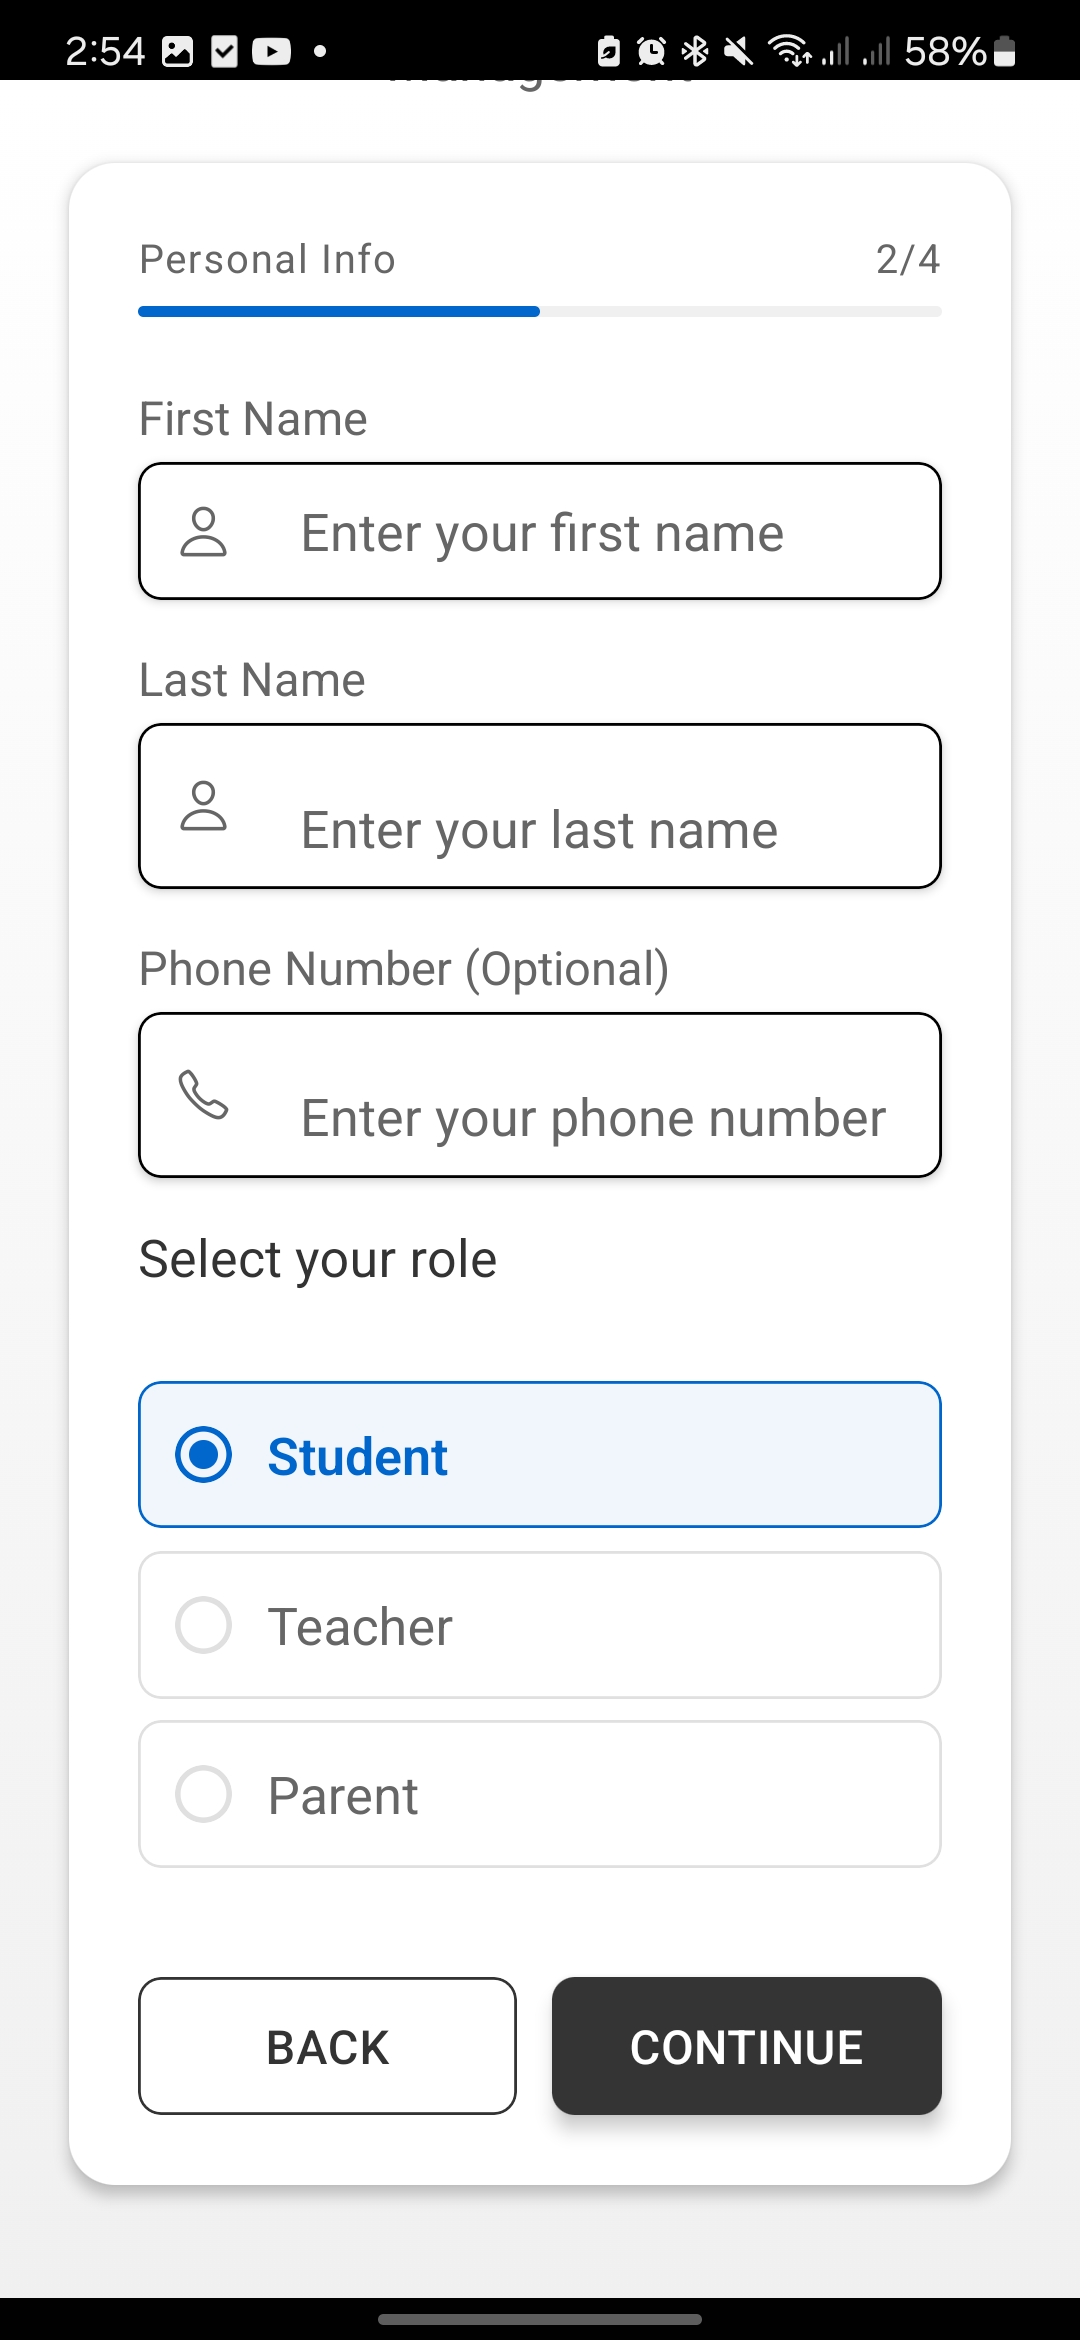 2:54
58%
management
Personal Info
2/4
First Name
Enter your first name
Last Name
Enter your last name
Phone Number (Optional)
Enter your phone number
Select your role
Student
Teacher
Parent
BACK
CONTINUE